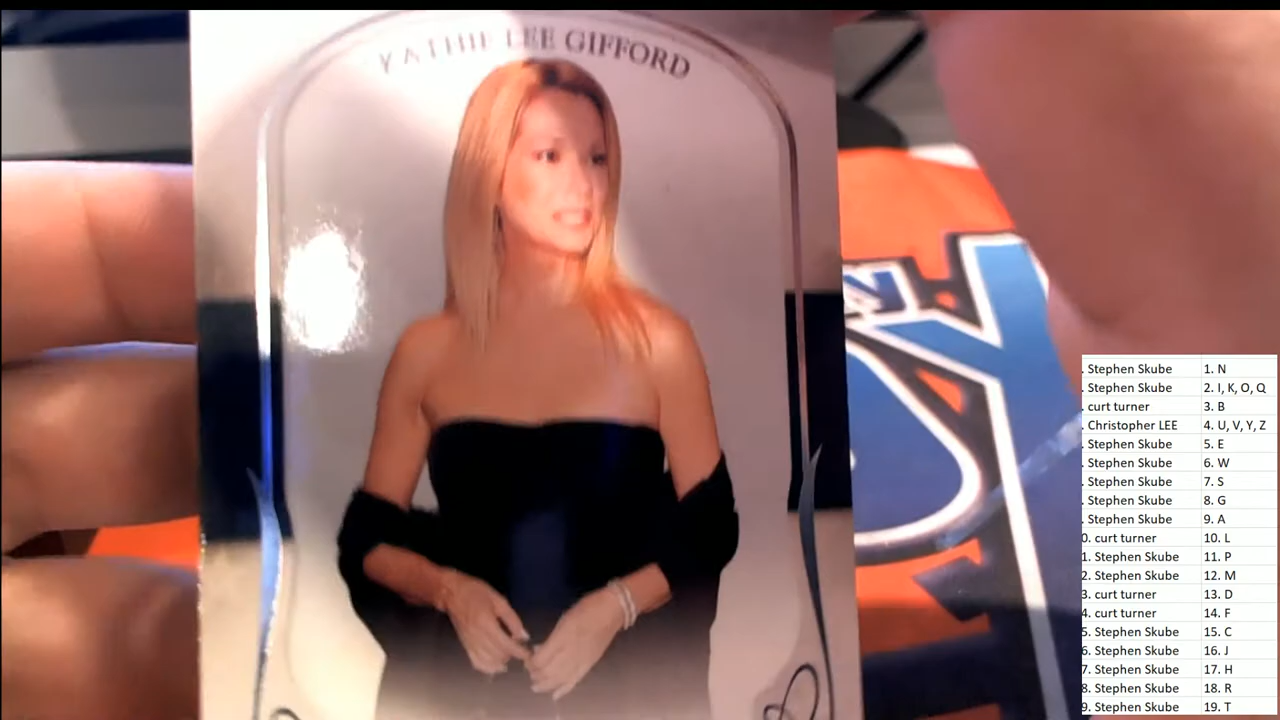 KATHIE LEE GIFFORD
. Stephen Skube 1. N
. Stephen Skube 2. I, K, O, Q
. curt turner 3. B
. Christopher LEE 4. U, V, Y, Z
. Stephen Skube 5. E
. Stephen Skube 6. W
. Stephen Skube 7. S
. Stephen Skube 8. G
. Stephen Skube 9. A
0. curt turner 10. L
1. Stephen Skube 11. P
2. Stephen Skube 12. M
3. curt turner 13. D
4. curt turner 14. F
5. Stephen Skube 15. C
6. Stephen Skube 16. J
7. Stephen Skube 17. H
8. Stephen Skube 18. R
9. Stephen Skube 19. T